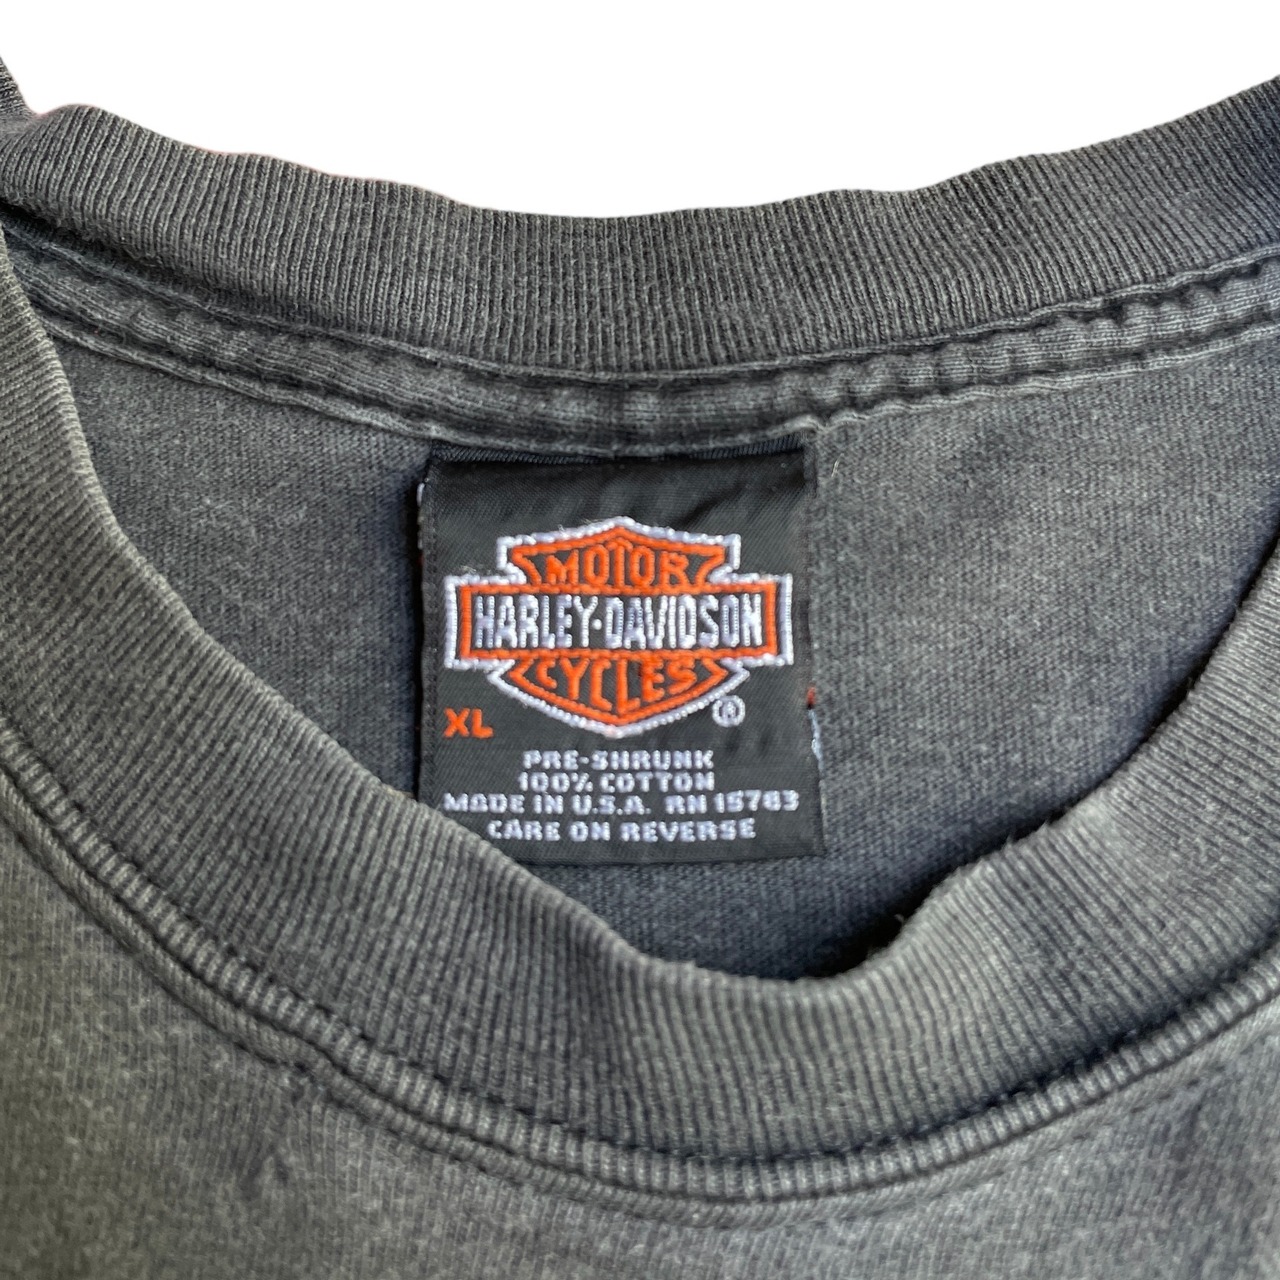 MOTOR
HARLEY-DAVIDSON
CYCLES
®
XL
PRE-SHRUNK
100% COTTON
MADE IN U.S.A. RN 15763
CARE ON REVERSE